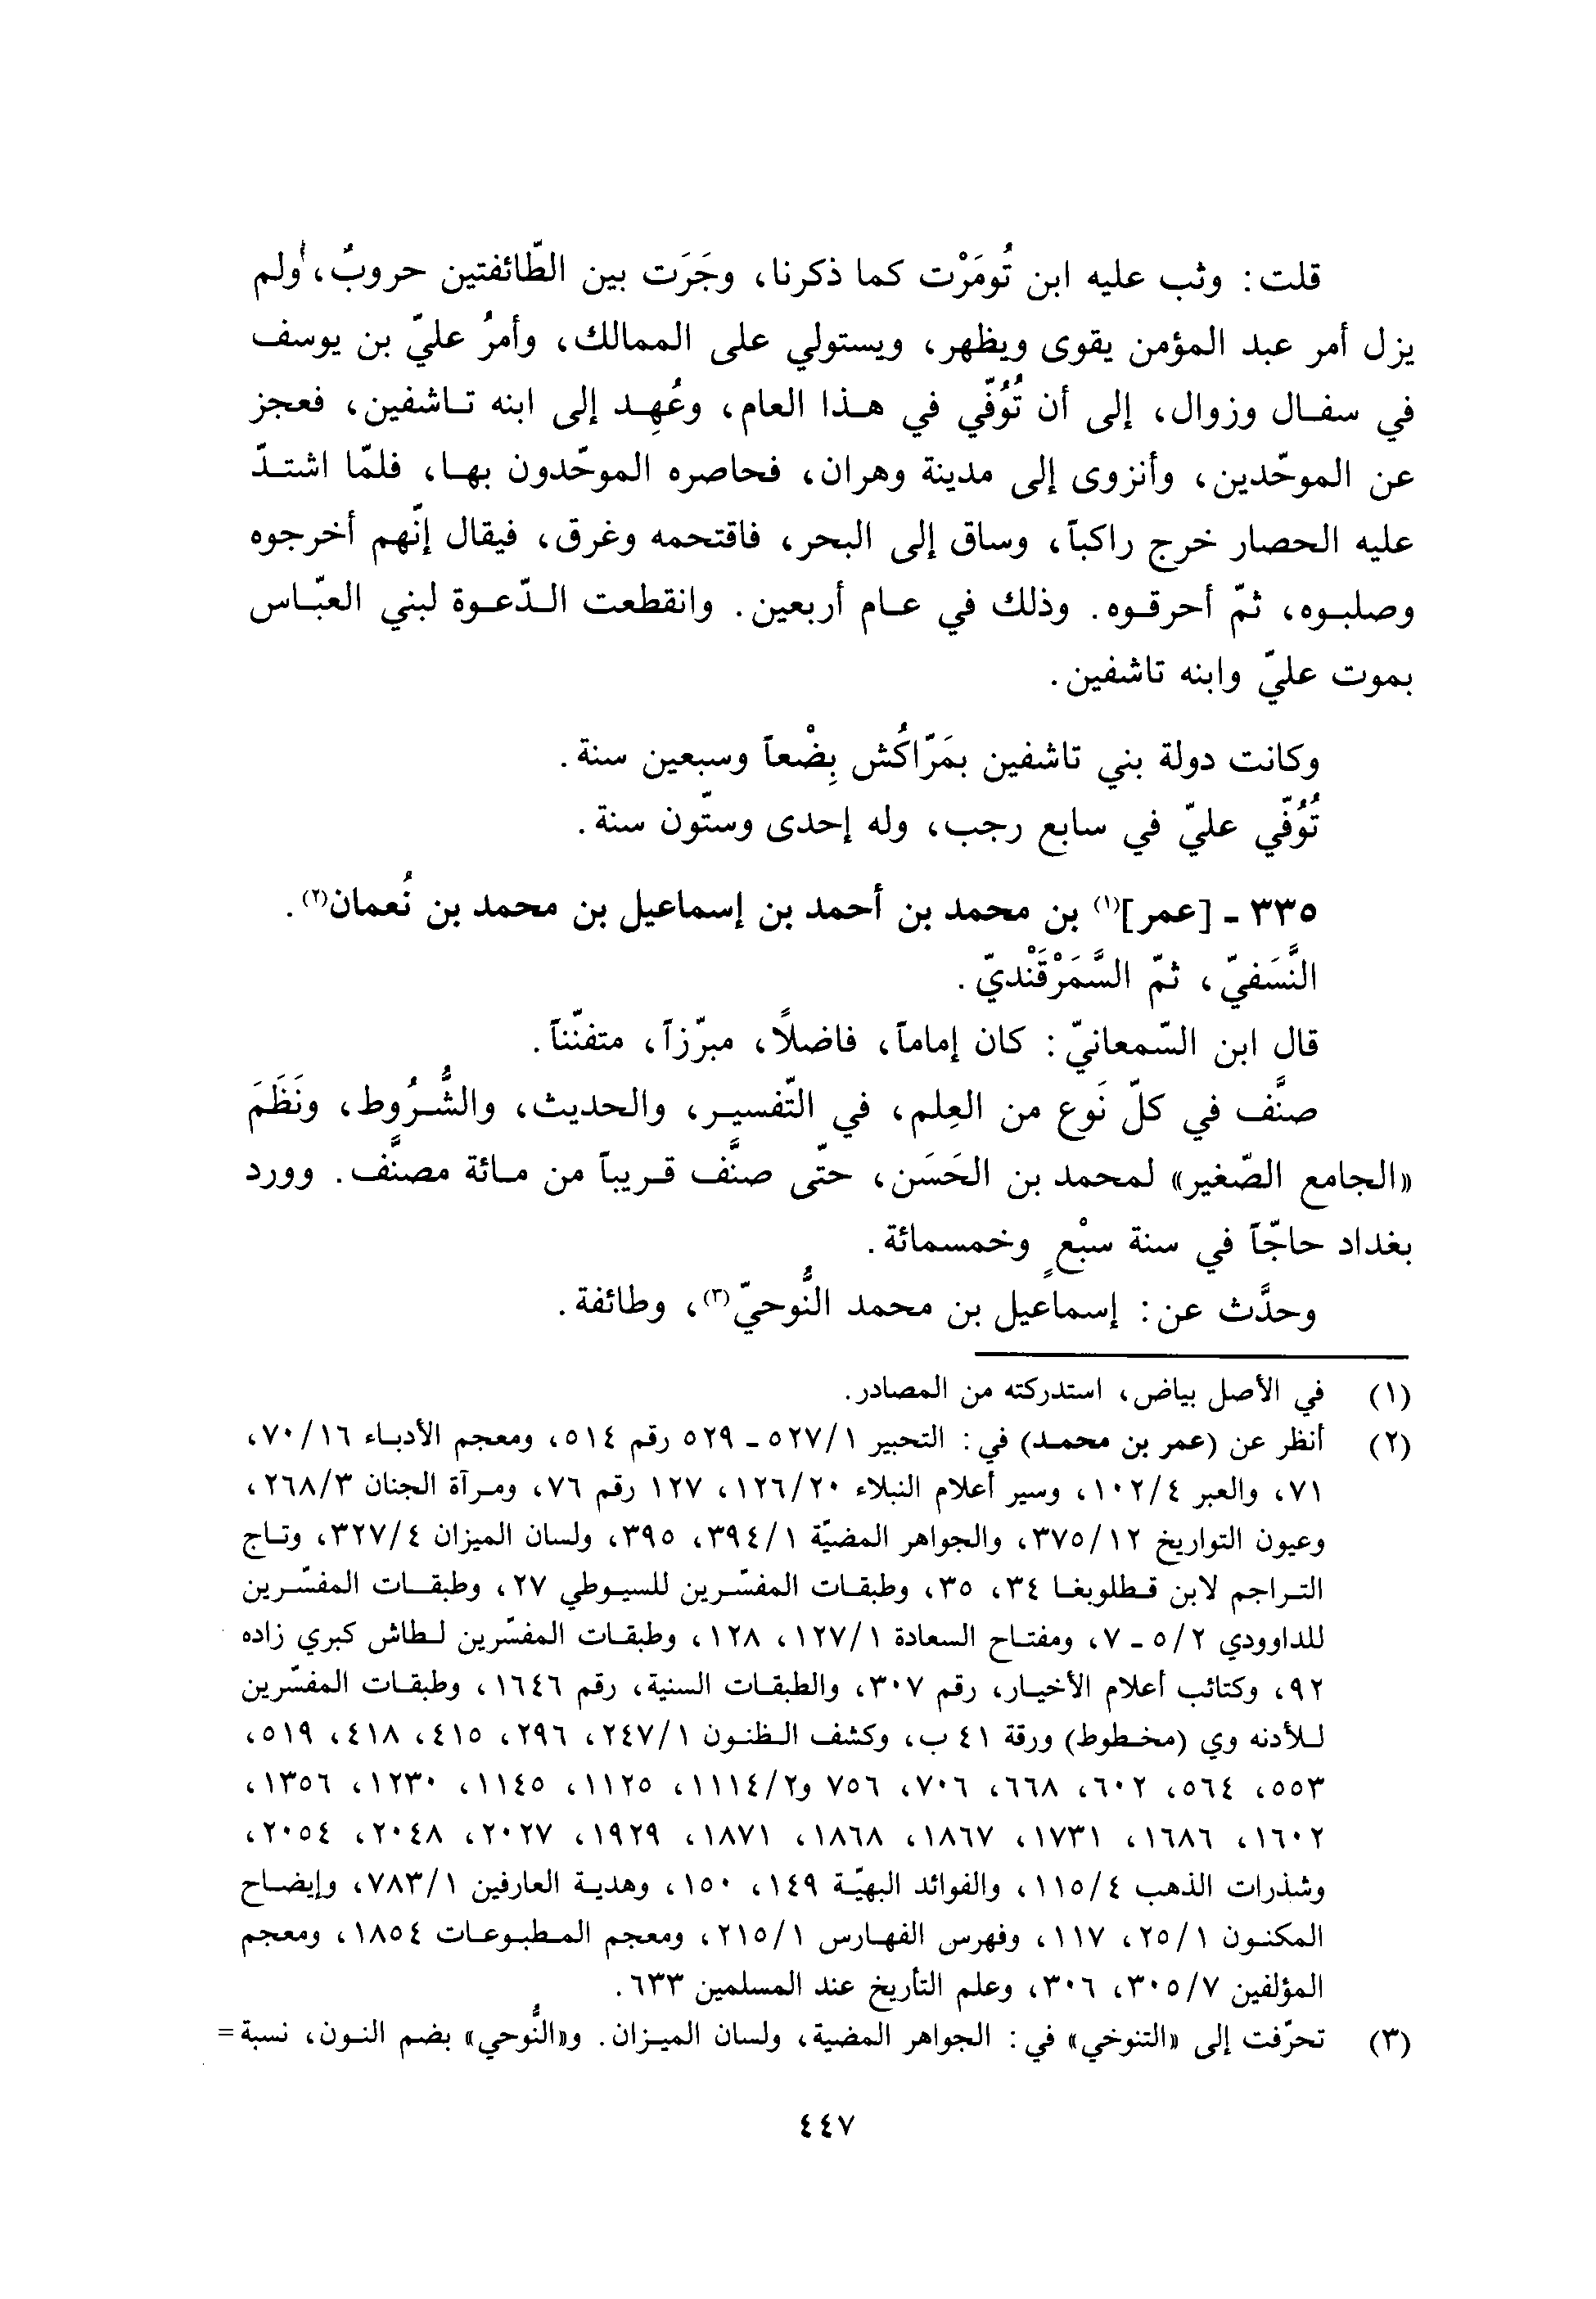 قلت: وثب عليه ابن تُومَرْت كما ذكرنا، وجَرَت بين الطّائفتين حروبٌ، ولم
يزل أمر عبد المؤمن يقوى ويظهر، ويستولي على الممالك، وأمرُ عليّ بن يوسف
في سفال وزوال، إلى أن تُوُفّي في هذا العام، وعُهِد إلى ابنه تاشفين، فعجز
عن الموحّدين، وأنزوى إلى مدينة وهران، فحاصره الموحّدون بها، فلمّا اشتدّ
عليه الحصار خرج راكباً، وساق إلى البحر، فاقتحمه وغرق، فيقال إنّهم أخرجوه
وصلبوه، ثمّ أحرقوه. وذلك في عام أربعين. وانقطعت الدّعوة لبني العبّاس
بموت عليّ وابنه تاشفين.
وكانت دولة بني تاشفين بمَرّاكُش بِضْعاً وسبعين سنة.
تُوُفّي عليّ في سابع رجب، وله إحدى وستّون سنة.
٣٣٥ - [عمر](١) بن محمد بن أحمد بن إسماعيل بن محمد بن نُعمان(٢).
النَّسَفيّ، ثمّ السَّمَرْقَنْديّ.
قال ابن السّمعانيّ: كان إماماً، فاضلاً، مبرّزاً، متفنّناً.
صنَّف في كلّ نَوع من العِلم، في التّفسير، والحديث، والشُّرُوط، ونَظَمَ
«الجامع الصّغير» لمحمد بن الحَسَن، حتّى صنَّف قريباً من مائة مصنَّف. وورد
بغداد حاجّاً في سنة سبْعٍ وخمسمائة.
وحدَّث عن: إسماعيل بن محمد النُّوحيّ(٣)، وطائفة.
(١) في الأصل بياض، استدركته من المصادر.
(٢) أنظر عن (عمر بن محمد) في: التحبير ١/٥٢٧ - ٥٢٩ رقم ٥١٤، ومعجم الأدباء ١٦/٧٠،
٧١، والعبر ٤/١٠٢، وسير أعلام النبلاء ٢٠/١٢٦، ١٢٧ رقم ٧٦، ومرآة الجنان ٣/٢٦٨،
وعيون التواريخ ١٢/٣٧٥، والجواهر المضيّة ١/٣٩٤، ٣٩٥، ولسان الميزان ٤/٣٢٧، وتاج
التراجم لابن قطلوبغا ٣٤، ٣٥، وطبقات المفسّرين للسيوطي ٢٧، وطبقات المفسّرين
للداوودي ٢/٥ - ٧، ومفتاح السعادة ١/١٢٧، ١٢٨، وطبقات المفسّرين لطاش كبري زاده
٩٢، وكتائب أعلام الأخيار، رقم ٣٠٧، والطبقات السنية، رقم ١٦٤٦، وطبقات المفسّرين
للأدنه وي (مخطوط) ورقة ٤١ ب، وكشف الظنون ١/٢٤٧، ٢٩٦، ٤١٥، ٤١٨، ٥١٩،
٥٥٣، ٥٦٤، ٦٠٢، ٦٦٨، ٧٠٦، ٧٥٦ و٢/١١١٤، ١١٢٥، ١١٤٥، ١٢٣٠، ١٣٥٦،
١٦٠٢، ١٦٨٦، ١٧٣١، ١٨٦٧، ١٨٦٨، ١٨٧١، ١٩٢٩، ٢٠٢٧، ٢٠٤٨، ٢٠٥٤،
وشذرات الذهب ٤/١١٥، والفوائد البهيّة ١٤٩، ١٥٠، وهدية العارفين ١/٧٨٣، وإيضاح
المكنون ١/٢٥، ١١٧، وفهرس الفهارس ١/٢١٥، ومعجم المطبوعات ١٨٥٤، ومعجم
المؤلفين ٧/٣٠٥، ٣٠٦، وعلم التأريخ عند المسلمين ٦٣٣.
(٣) تحرّفت إلى «التنوخي» في: الجواهر المضية، ولسان الميزان. و«النُّوحي» بضم النون، نسبة =
٤٤٧